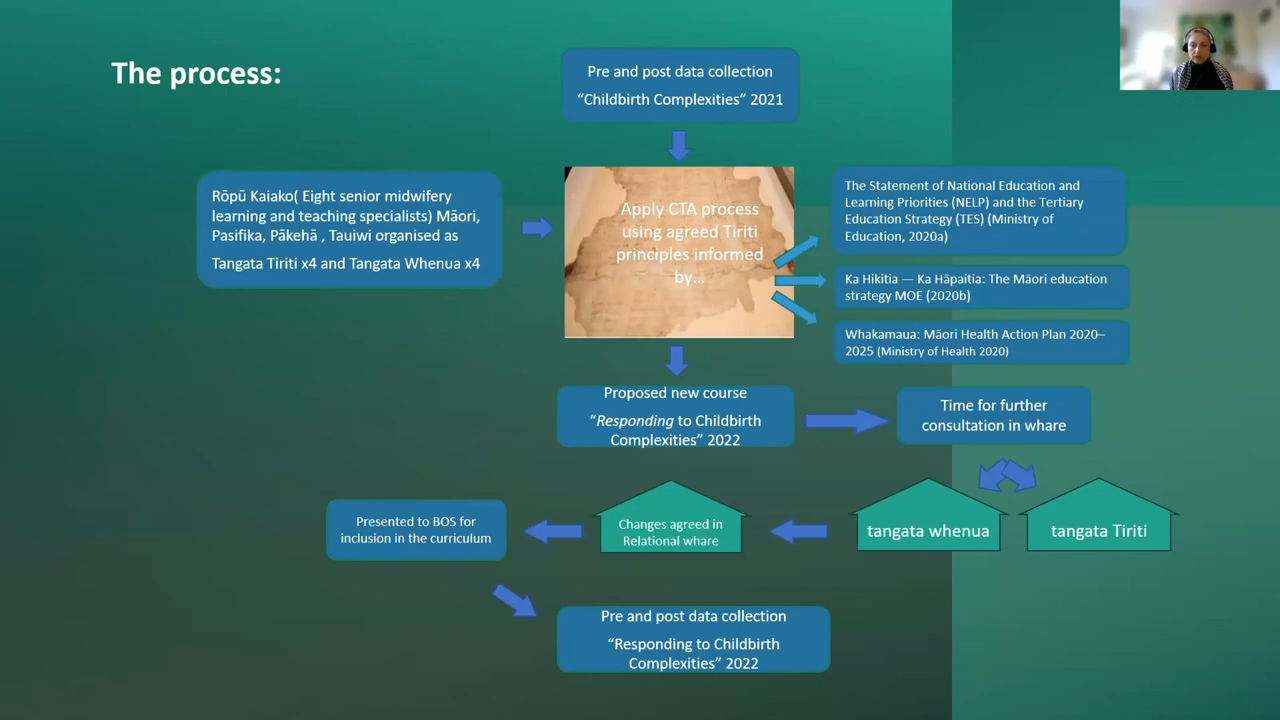 The process:
Pre and post data collection
“Childbirth Complexities” 2021
Rōpū Kaiako( Eight senior midwifery
learning and teaching specialists) Māori,
Pasifika, Pākehā , Tauiwi organised as
Tangata Tiriti x4 and Tangata Whenua x4
Apply CTA process
using agreed Tiriti
principles informed
by…
The Statement of National Education and
Learning Priorities (NELP) and the Tertiary
Education Strategy (TES) (Ministry of
Education, 2020a)
Ka Hikitia — Ka Hāpaitia: The Māori education
strategy MOE (2020b)
Whakamaua: Māori Health Action Plan 2020–
2025 (Ministry of Health 2020)
Proposed new course
“Responding to Childbirth
Complexities” 2022
Time for further
consultation in whare
tangata whenua
tangata Tiriti
Changes agreed in
Relational whare
Presented to BOS for
inclusion in the curriculum
Pre and post data collection
“Responding to Childbirth
Complexities” 2022